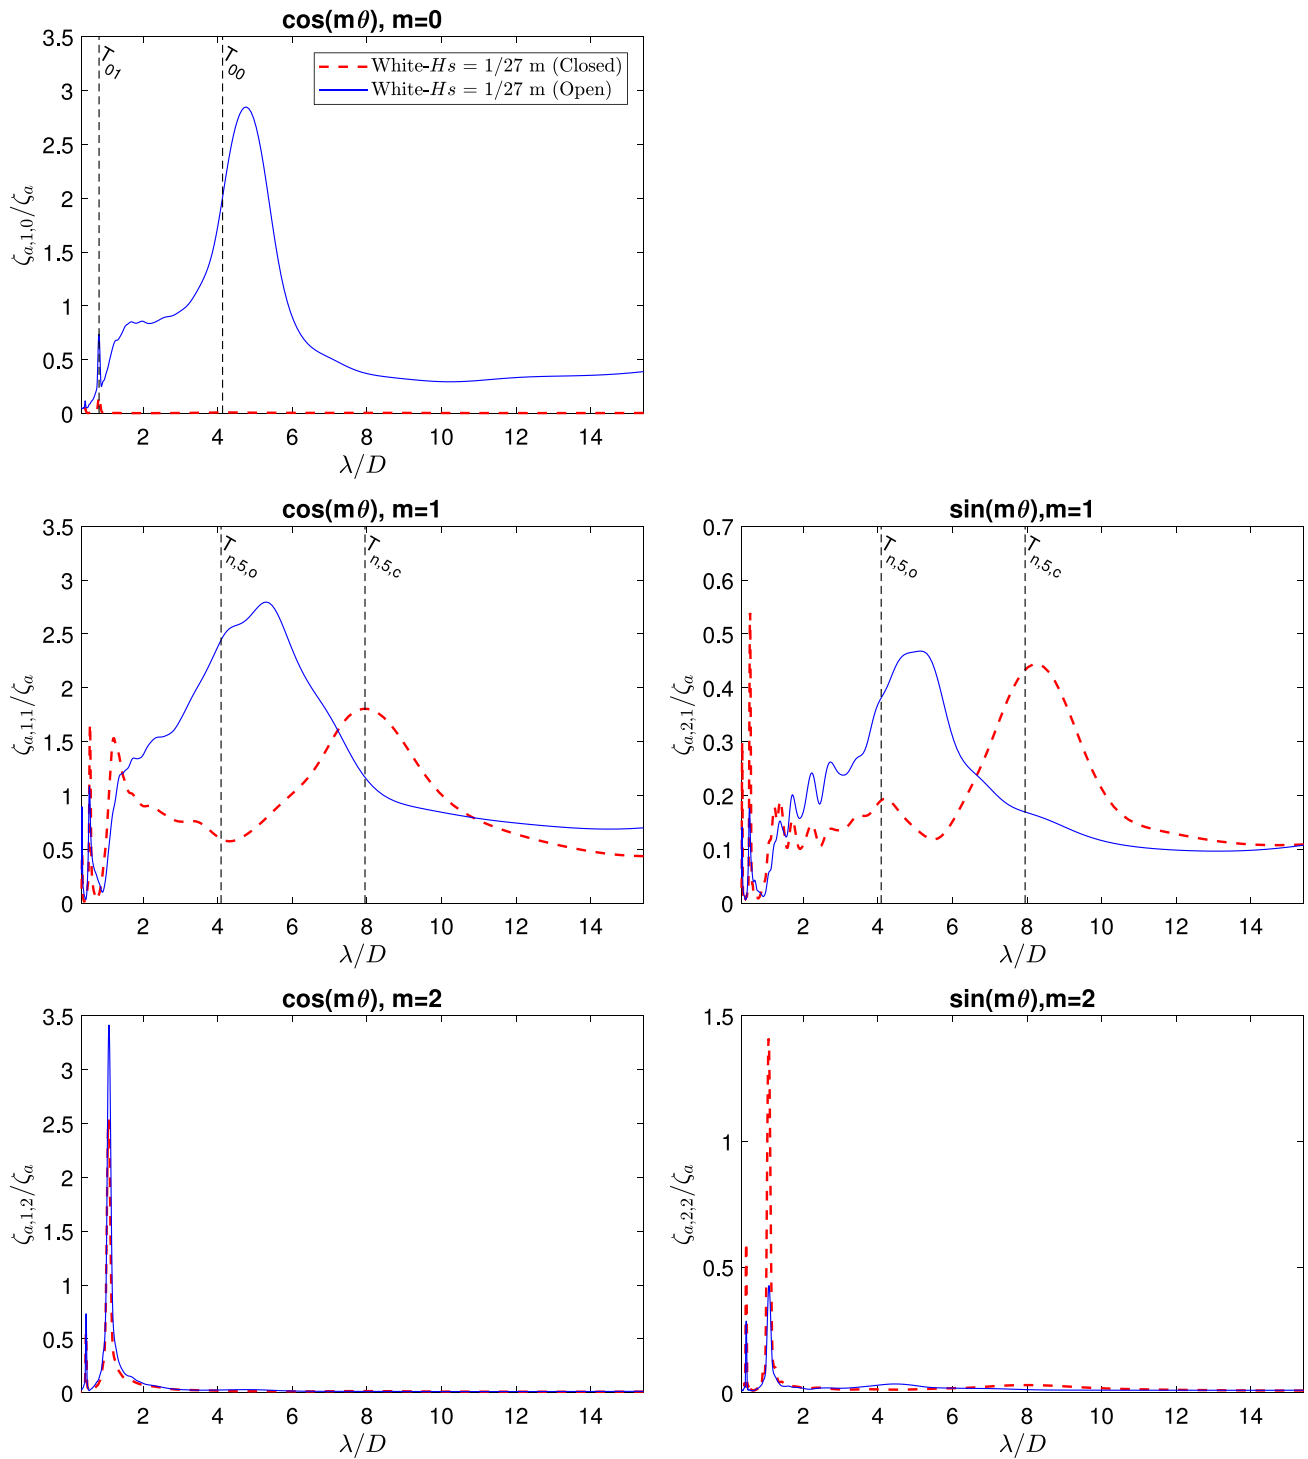 cos(mθ), m=0
3.5
3
2.5
2
1.5
1
0.5
0
ζa,1,0/ζa
T01
T00
White-Hs = 1/27 m (Closed)
White-Hs = 1/27 m (Open)
2 4 6 8 10 12 14
λ/D
cos(mθ), m=1
3.5
3
2.5
2
1.5
1
0.5
0
ζa,1,1/ζa
Tn,5,o
Tn,5,c
2 4 6 8 10 12 14
λ/D
sin(mθ),m=1
0.7
0.6
0.5
0.4
0.3
0.2
0.1
0
ζa,2,1/ζa
Tn,5,o
Tn,5,c
2 4 6 8 10 12 14
λ/D
cos(mθ), m=2
3.5
3
2.5
2
1.5
1
0.5
0
ζa,1,2/ζa
2 4 6 8 10 12 14
λ/D
sin(mθ),m=2
1.5
1
0.5
0
ζa,2,2/ζa
2 4 6 8 10 12 14
λ/D